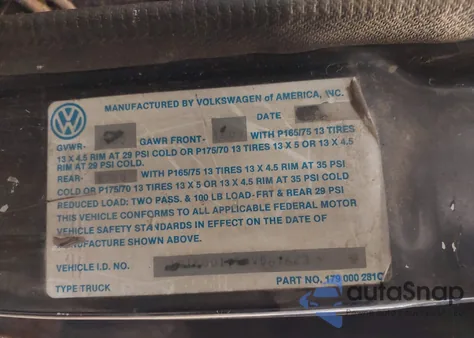 MANUFACTURED BY VOLKSWAGEN of AMERICA, INC.
DATE
GVWR- GAWR FRONT- WITH P165/75 13 TIRES
13 X 4.5 RIM AT 29 PSI COLD OR P175/70 13 TIRES 13 X 5 OR 13 X 4.5
RIM AT 29 PSI COLD.
REAR- WITH P165/75 13 TIRES 13 X 4.5 RIM AT 35 PSI
COLD OR P175/70 13 TIRES 13 X 5 OR 13 X 4.5 RIM AT 35 PSI COLD
REDUCED LOAD: TWO PASS. & 100 LB LOAD-FRT & REAR 29 PSI
THIS VEHICLE CONFORMS TO ALL APPLICABLE FEDERAL MOTOR
VEHICLE SAFETY STANDARDS IN EFFECT ON THE DATE OF
MANUFACTURE SHOWN ABOVE.
VEHICLE I.D. NO.
PART NO. 179 000 281C
TYPE/TRUCK
autoSnap